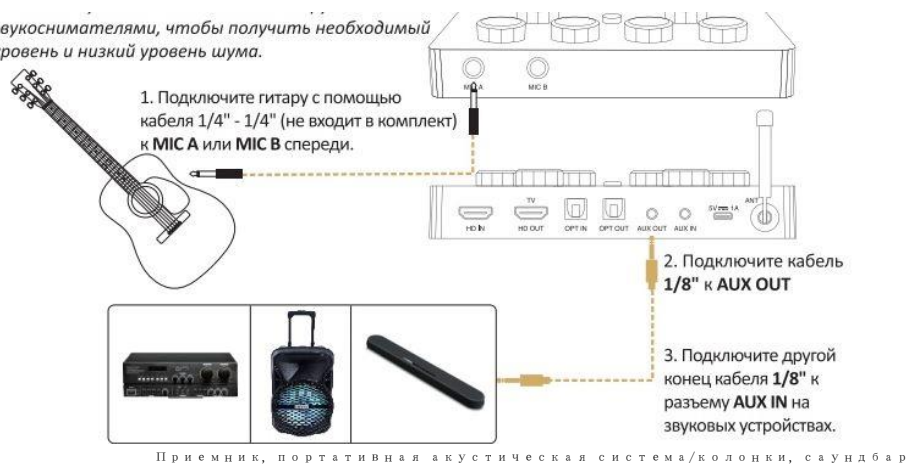 звукоснимателями, чтобы получить необходимый
уровень и низкий уровень шума.
1. Подключите гитару с помощью
кабеля 1/4" - 1/4" (не входит в комплект)
к MIC A или MIC B спереди.
MIC A MIC B
TV
HD IN HD OUT OPT IN OPT OUT AUX OUT AUX IN 5V 1A ANT
2. Подключите кабель
1/8" к AUX OUT
3. Подключите другой
конец кабеля 1/8" к
разъему AUX IN на
звуковых устройствах.
Приемник, портативная акустическая система/колонки, саундбар